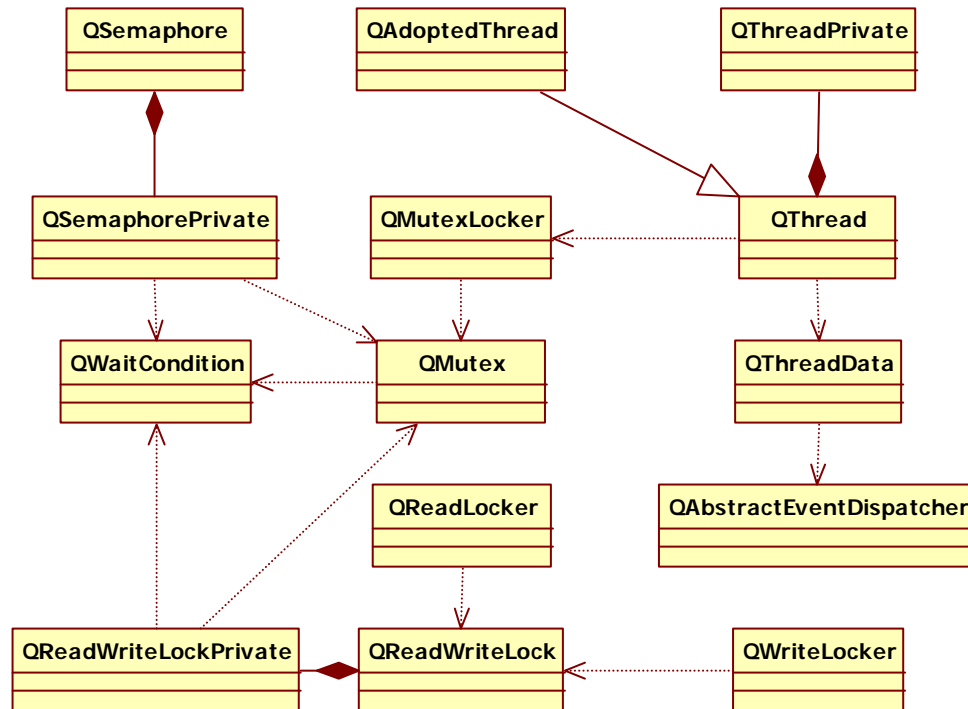 QSemaphore
QAdoptedThread
QThreadPrivate
QSemaphorePrivate
QMutexLocker
QThread
QWaitCondition
QMutex
QThreadData
QReadLocker
QAbstractEventDispatcher
QReadWriteLockPrivate
QReadWriteLock
QWriteLocker